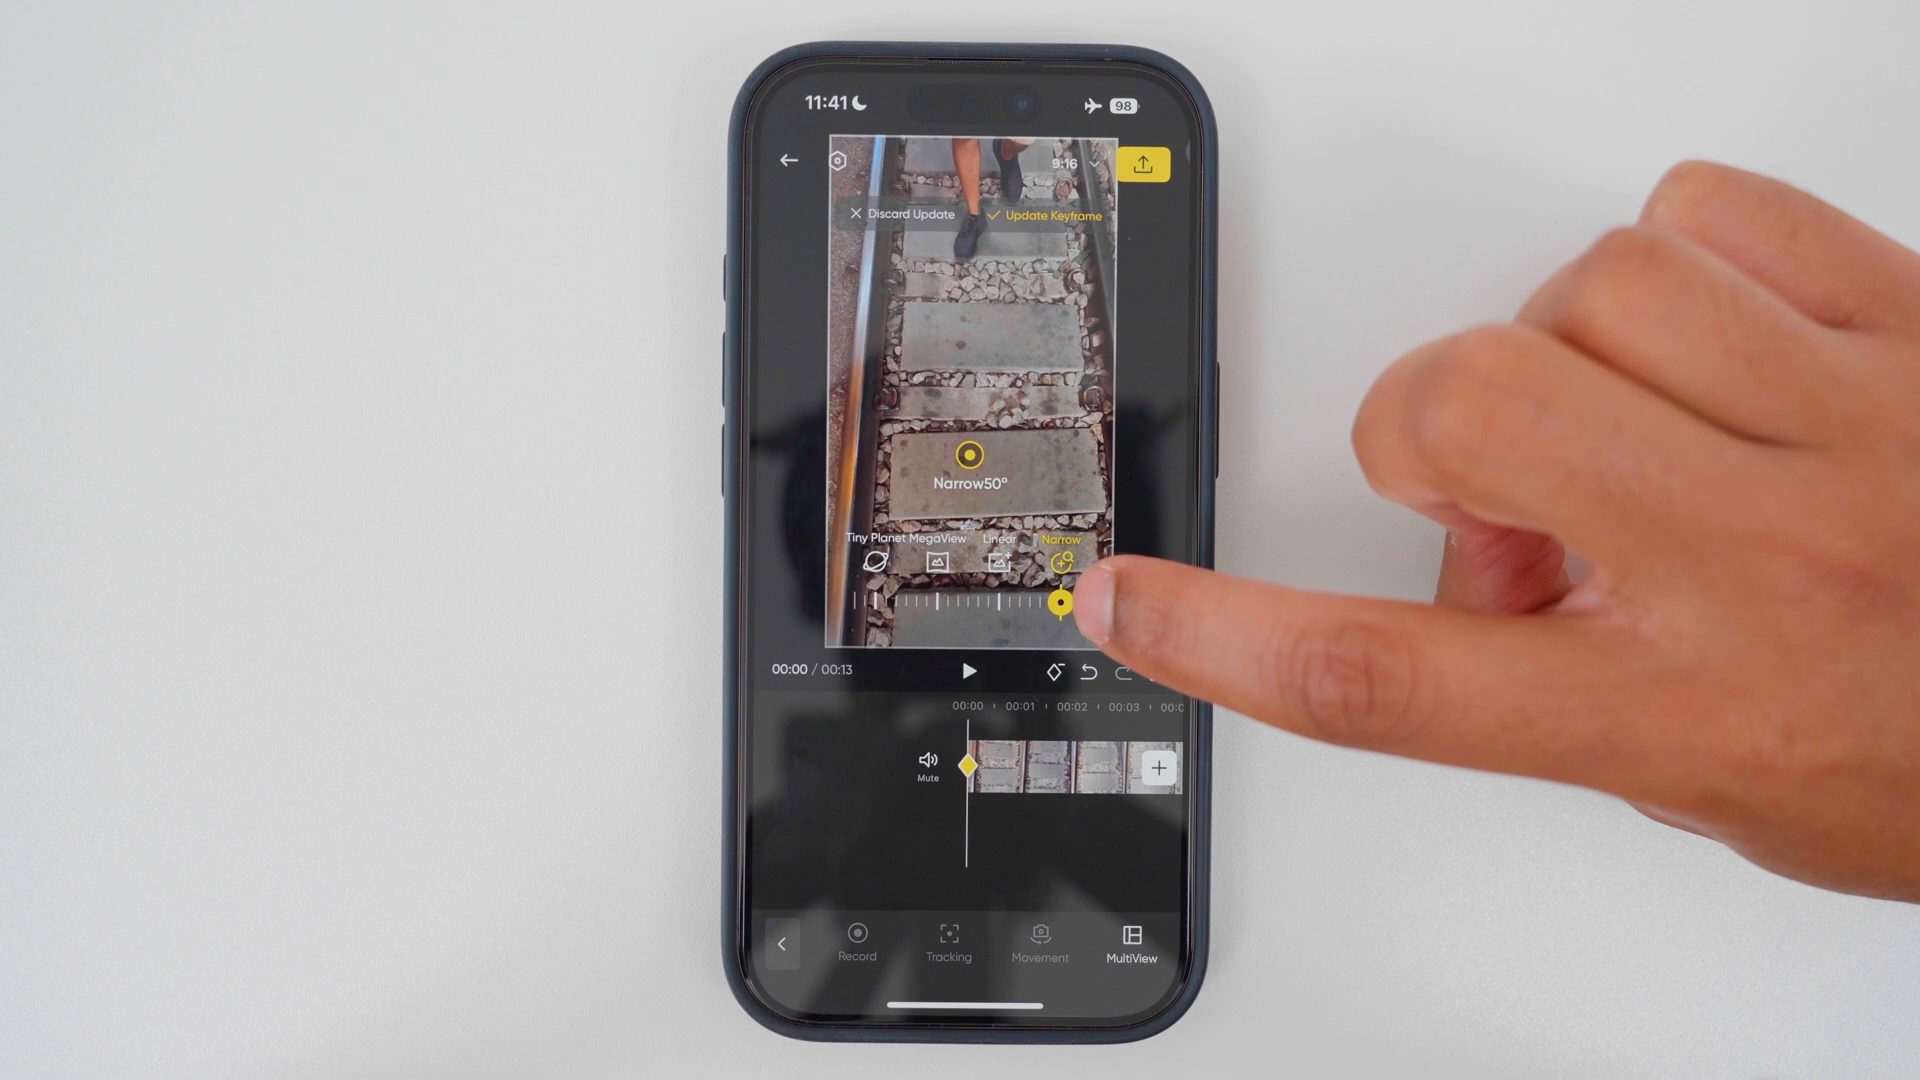 11:41 98
9:16
Discard Update Update Keyframe
Narrow50°
Tiny Planet MegaView Linear Narrow
00:00 / 00:13
00:00 00:01 00:02 00:03
Mute
Record Tracking Movement MultiView